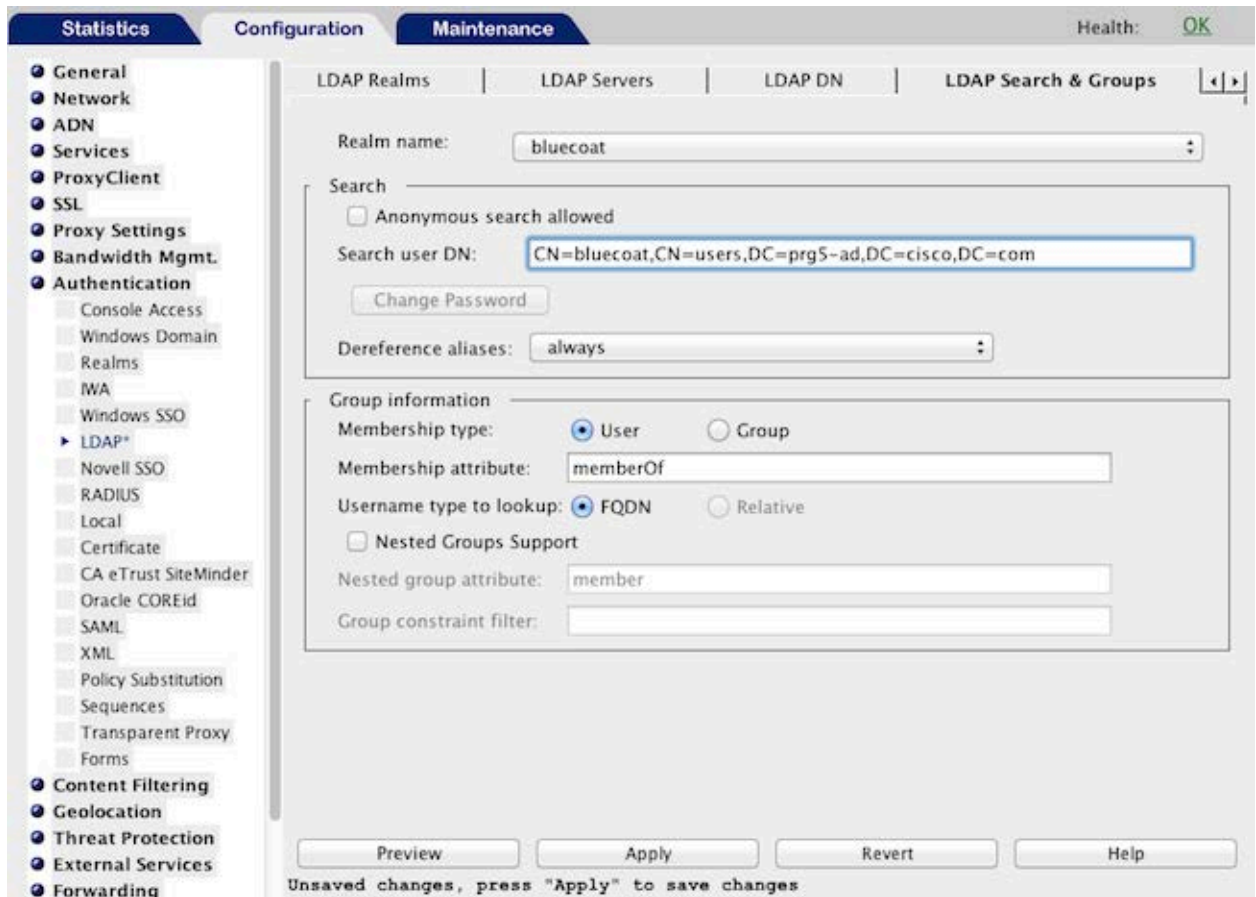 Statistics Configuration Maintenance Health: OK
General
Network
ADN
Services
ProxyClient
SSL
Proxy Settings
Bandwidth Mgmt.
Authentication
Console Access
Windows Domain
Realms
IWA
Windows SSO
LDAP*
Novell SSO
RADIUS
Local
Certificate
CA eTrust SiteMinder
Oracle COREid
SAML
XML
Policy Substitution
Sequences
Transparent Proxy
Forms
Content Filtering
Geolocation
Threat Protection
External Services
Forwarding
LDAP Realms LDAP Servers LDAP DN LDAP Search & Groups
Realm name: bluecoat
Search
Anonymous search allowed
Search user DN: CN=bluecoat,CN=users,DC=prg5-ad,DC=cisco,DC=com
Change Password
Dereference aliases: always
Group information
Membership type: User Group
Membership attribute: memberOf
Username type to lookup: FQDN Relative
Nested Groups Support
Nested group attribute: member
Group constraint filter:
Preview Apply Revert Help
Unsaved changes, press "Apply" to save changes